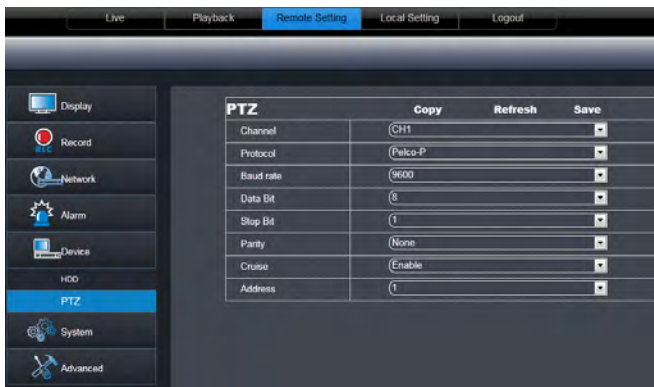 Live Playback Remote Setting Local Setting Logout
Display
Record
REC
Network
Alarm
Device
HDD
PTZ
System
Advanced
PTZ Copy Refresh Save
Channel CH1
Protocol Pelco-P
Baud rate 9600
Data Bit 8
Stop Bit 1
Parity None
Cruise Enable
Address 1